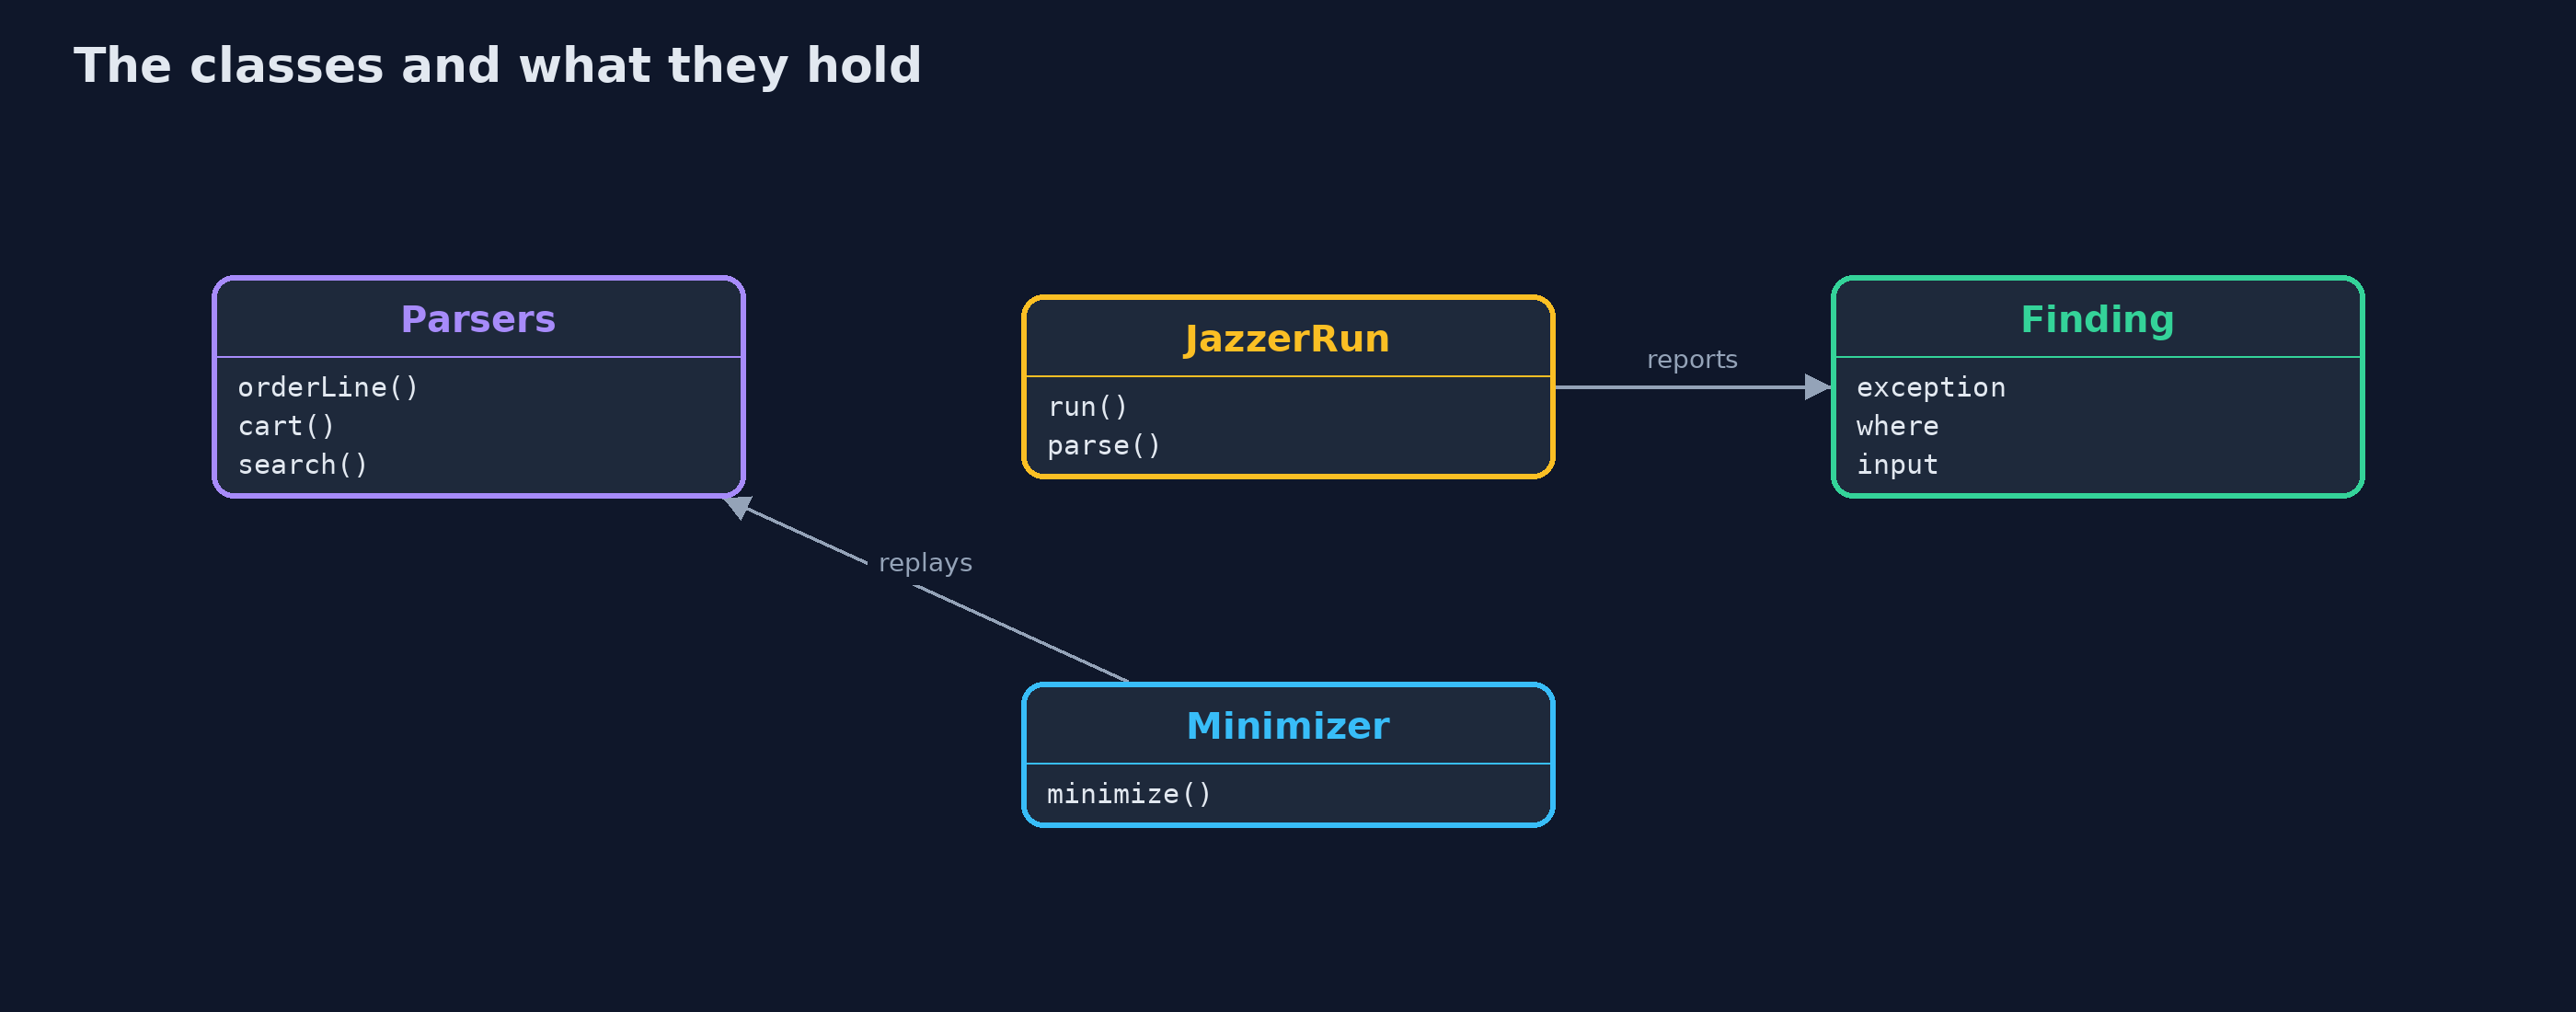 The classes and what they hold
Parsers
orderLine()
cart()
search()
JazzerRun
run()
parse()
reports
Finding
exception
where
input
replays
Minimizer
minimize()